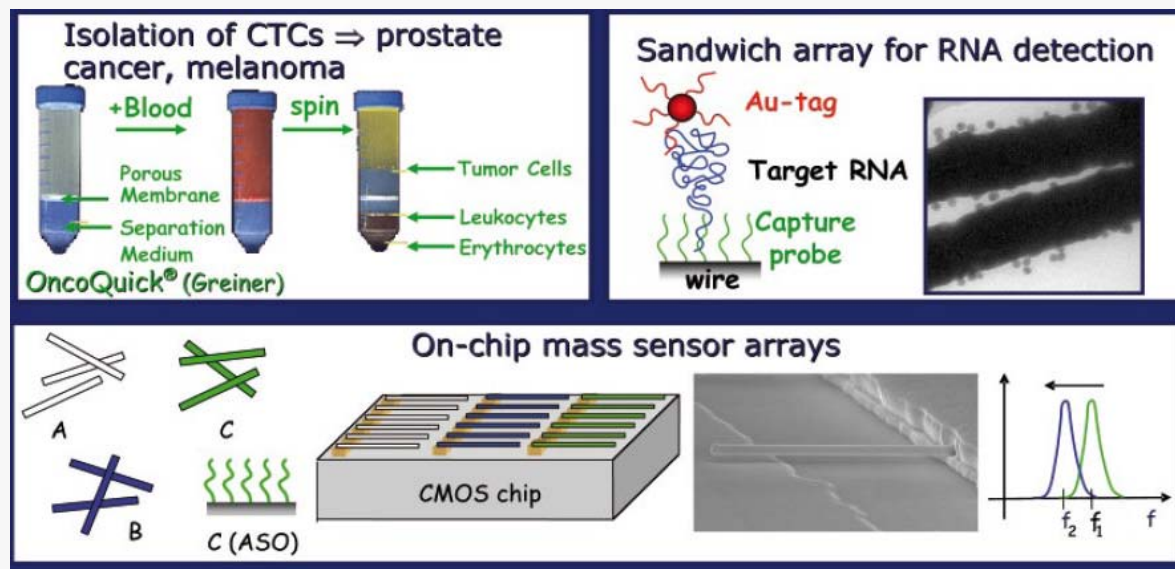 Isolation of CTCs ⇒ prostate
cancer, melanoma
+Blood
spin
Porous
Membrane
Separation
Medium
Tumor Cells
Leukocytes
Erythrocytes
OncoQuick® (Greiner)
Sandwich array for RNA detection
Au-tag
Target RNA
Capture
probe
wire
On-chip mass sensor arrays
A
C
B
C (ASO)
CMOS chip
f₂
f₁
f